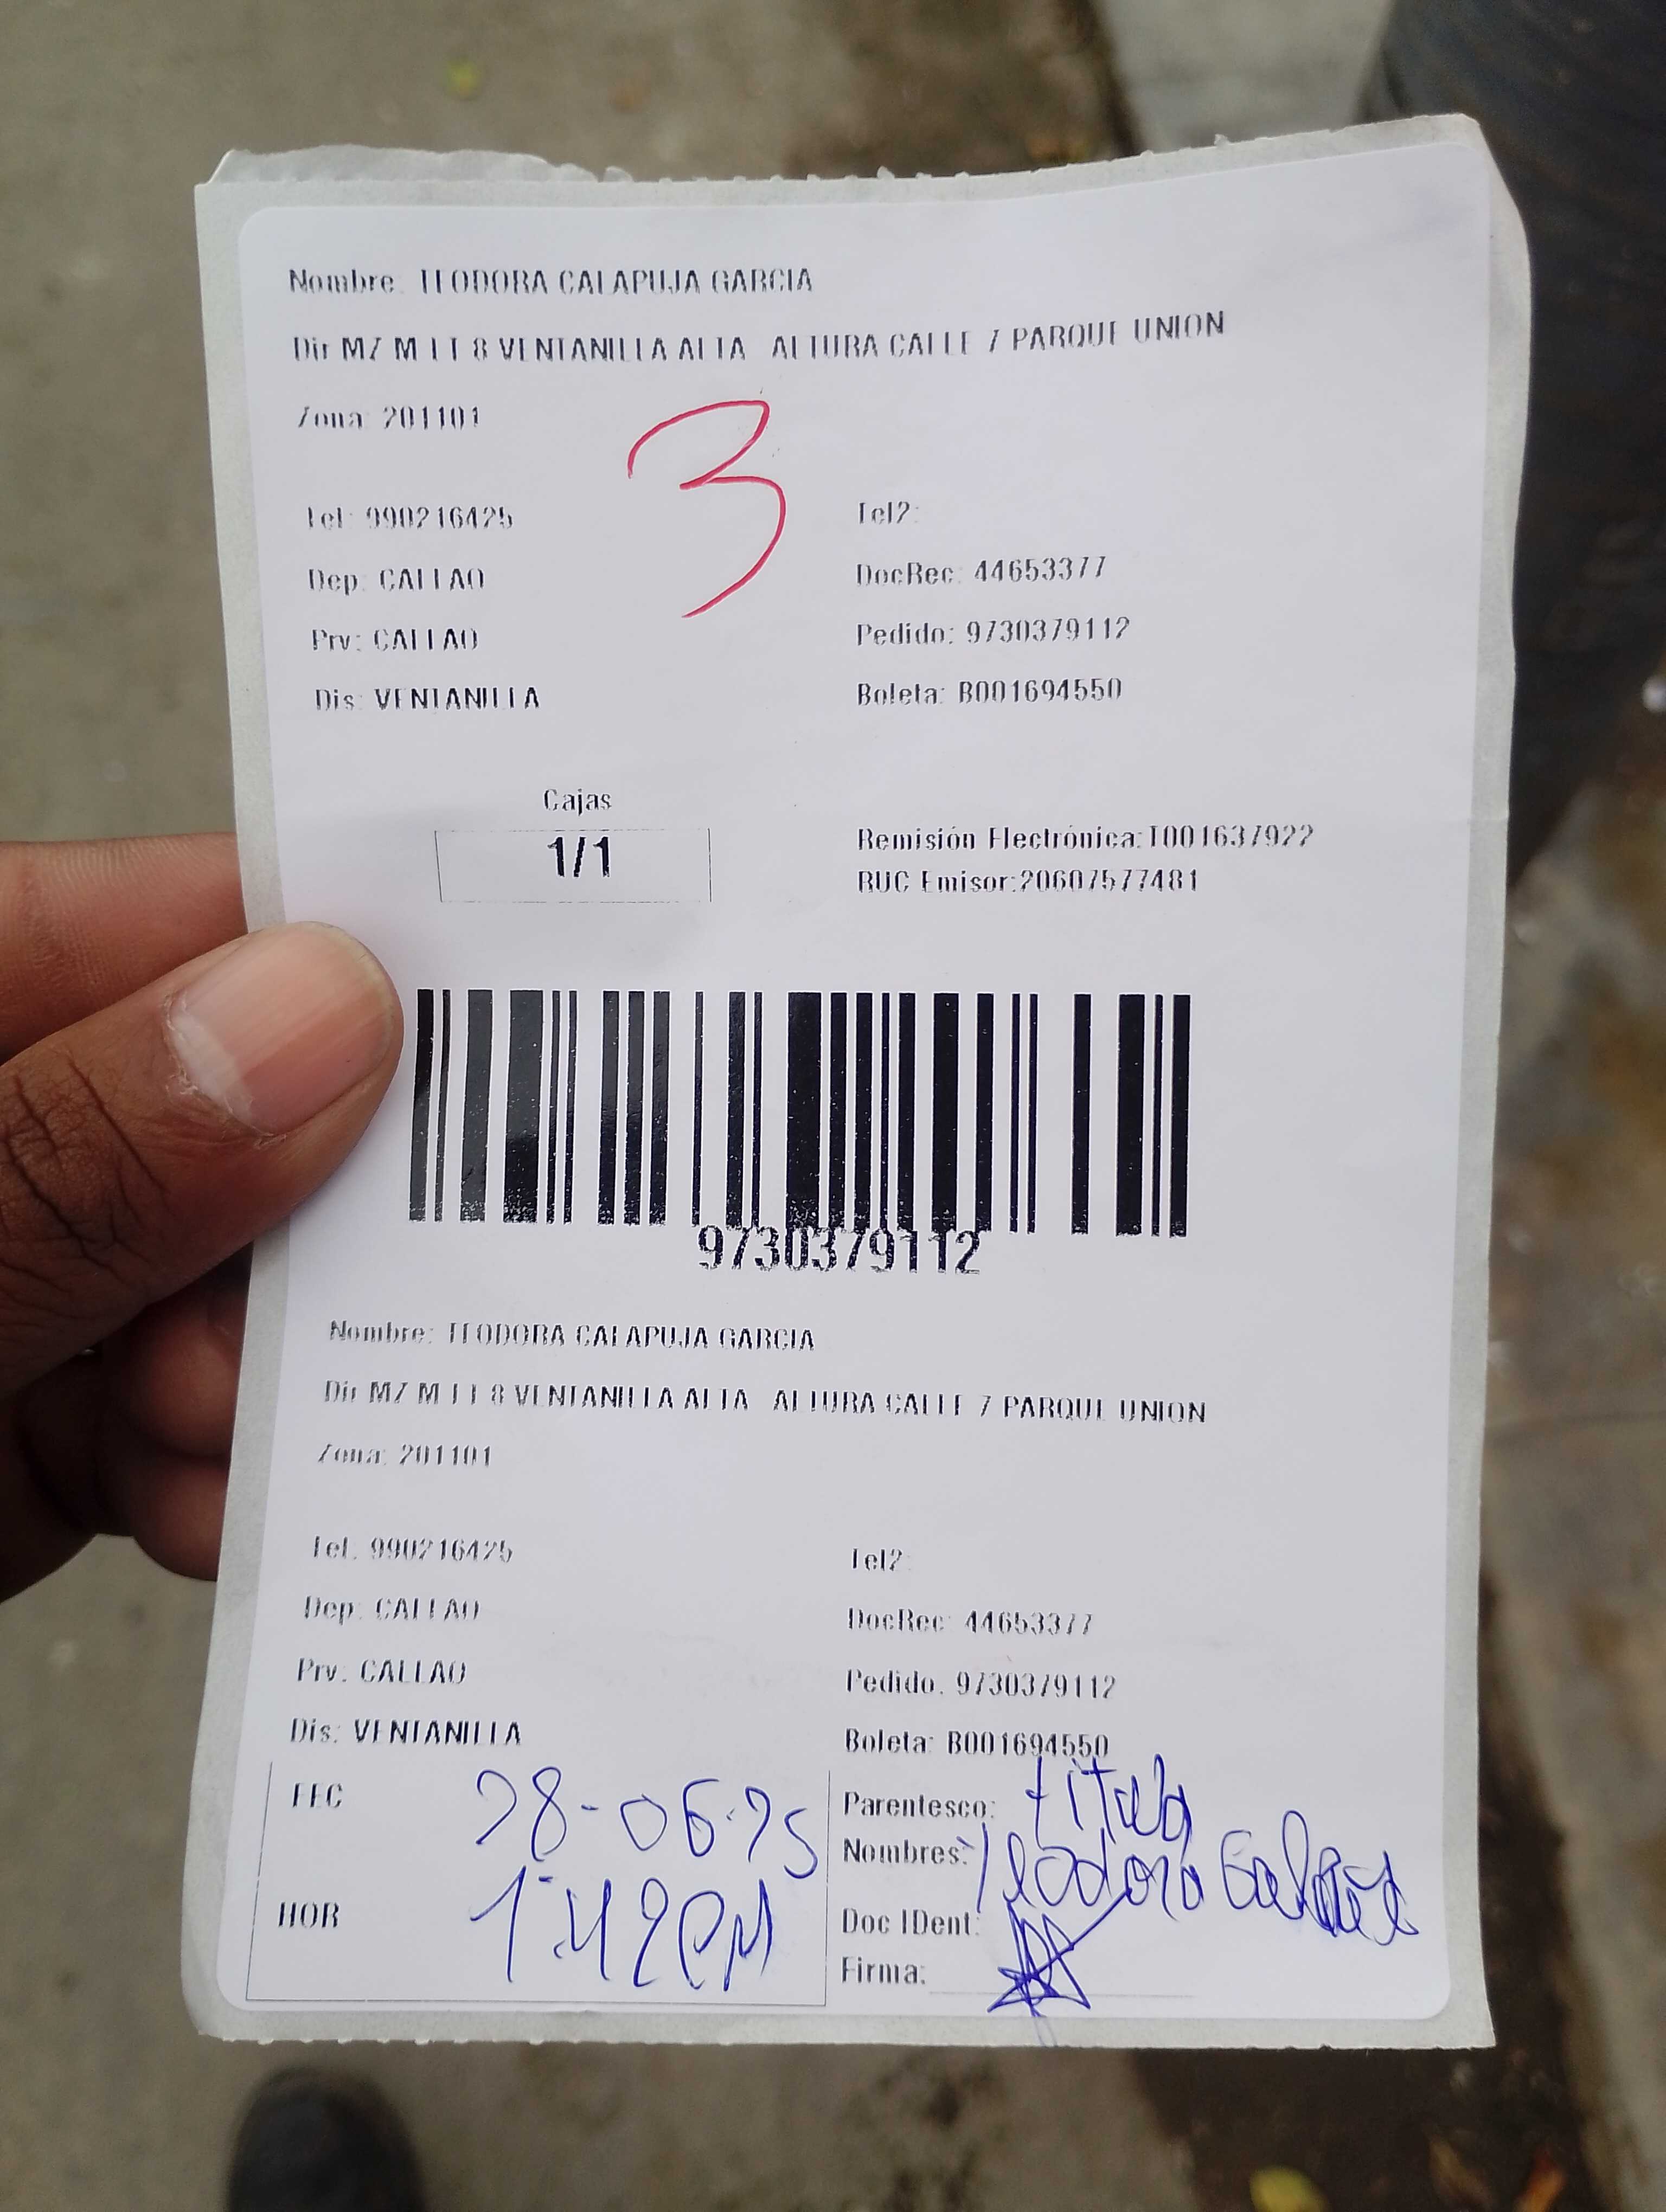 Nombre: TEODORA CALAPUJA GARCIA
Dir MZ M LT 8 VENTANILLA ALTA ALTURA CALLE 7 PARQUE UNION
Zona: 201101
3
Tel: 990216425 Tel2:
Dep: CALLAO DocRec: 44653377
Prv: CALLAO Pedido: 9730379112
Dis: VENTANILLA Boleta: B001694550
Cajas
1/1
Remisión Electrónica:T001637922
RUC Emisor:20607577481
9730379112
Nombre: TEODORA CALAPUJA GARCIA
Dir MZ M LT 8 VENTANILLA ALTA ALTURA CALLE 7 PARQUE UNION
Zona: 201101
Tel: 990216425 Tel2:
Dep: CALLAO DocRec: 44653377
Prv: CALLAO Pedido: 9730379112
Dis: VENTANILLA Boleta: B001694550
FEC 28-06-25 Parentesco:
Nombres: Teodora
HOR 1:42PM Doc IDent:
Firma: